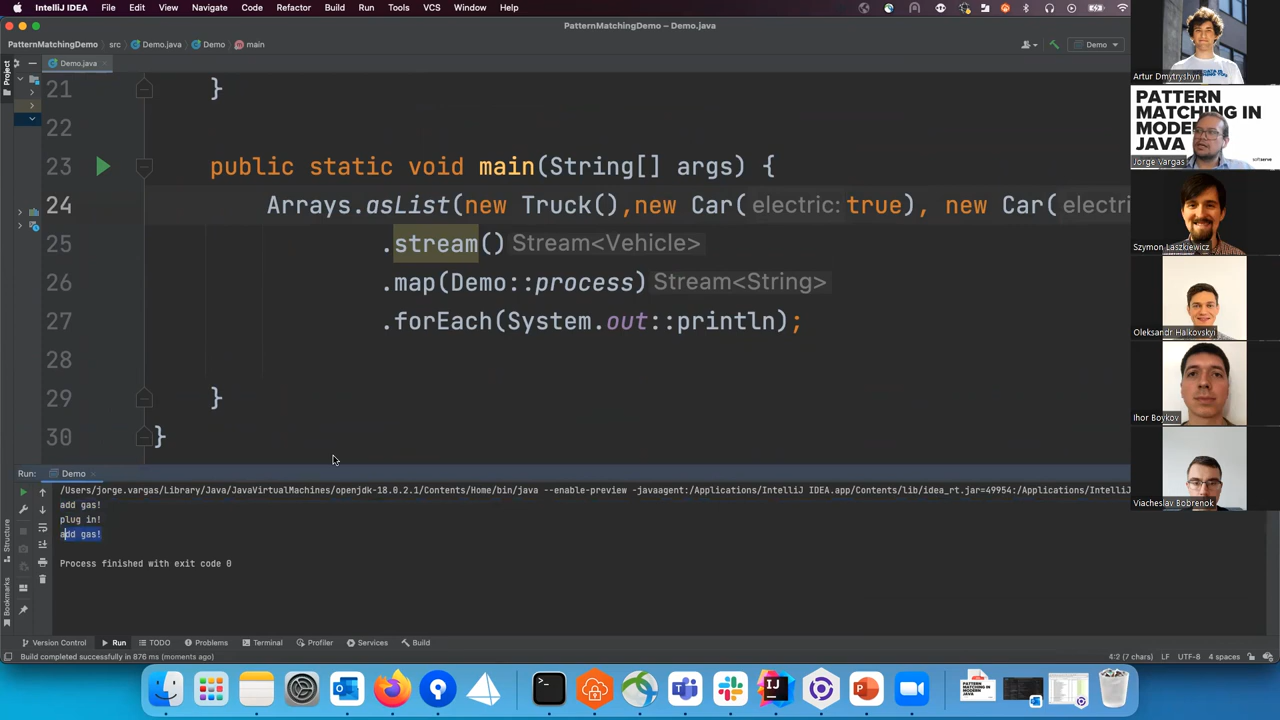 IntelliJ IDEA File Edit View Navigate Code Refactor Build Run Tools VCS Window Help
PatternMatchingDemo – Demo.java
PatternMatchingDemo src Demo.java Demo main
Demo
Project
Demo.java
21 }
22
23 public static void main(String[] args) {
24 Arrays.asList(new Truck(),new Car( electric: true), new Car( electri
25 .stream() Stream<Vehicle>
26 .map(Demo::process) Stream<String>
27 .forEach(System.out::println);
28
29 }
30 }
Run: Demo
/Users/jorge.vargas/Library/Java/JavaVirtualMachines/openjdk-18.0.2.1/Contents/Home/bin/java --enable-preview -javaagent:/Applications/IntelliJ IDEA.app/Contents/lib/idea_rt.jar=49954:/Applications/IntelliJ
add gas!
plug in!
add gas!
Process finished with exit code 0
Structure
Bookmarks
Version Control Run TODO Problems Terminal Profiler Services Build
Build completed successfully in 876 ms (moments ago)
4:2 (7 chars) LF UTF-8 4 spaces
Artur Dmytryshyn
PATTERN
MATCHING IN
MODE
JAVA
softserve
Jorge Vargas
Szymon Laszkiewicz
Oleksandr Halkovskyi
Ihor Boykov
Viacheslav Bobrenok